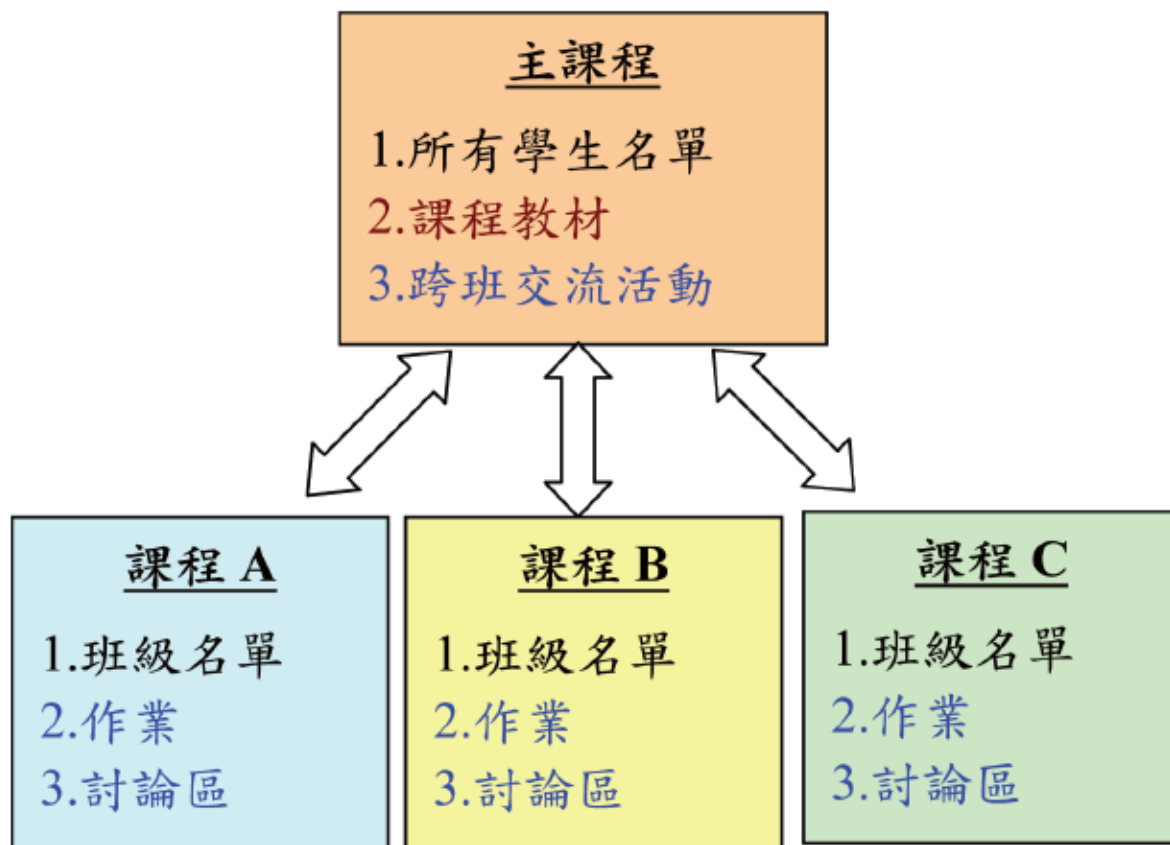 主課程
1.所有學生名單
2.課程教材
3.跨班交流活動
課程 A
1.班級名單
2.作業
3.討論區
課程 B
1.班級名單
2.作業
3.討論區
課程 C
1.班級名單
2.作業
3.討論區